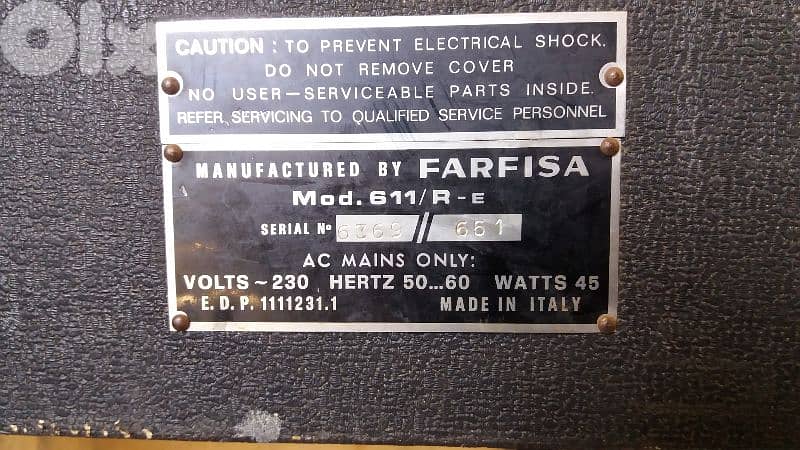 olx
CAUTION : TO PREVENT ELECTRICAL SHOCK.
DO NOT REMOVE COVER
NO USER—SERVICEABLE PARTS INSIDE.
REFER SERVICING TO QUALIFIED SERVICE PERSONNEL
MANUFACTURED BY FARFISA
Mod. 611/R-E
SERIAL Nº 6369 // 651
AC MAINS ONLY:
VOLTS ~ 230 HERTZ 50...60 WATTS 45
E. D. P. 1111231.1 MADE IN ITALY